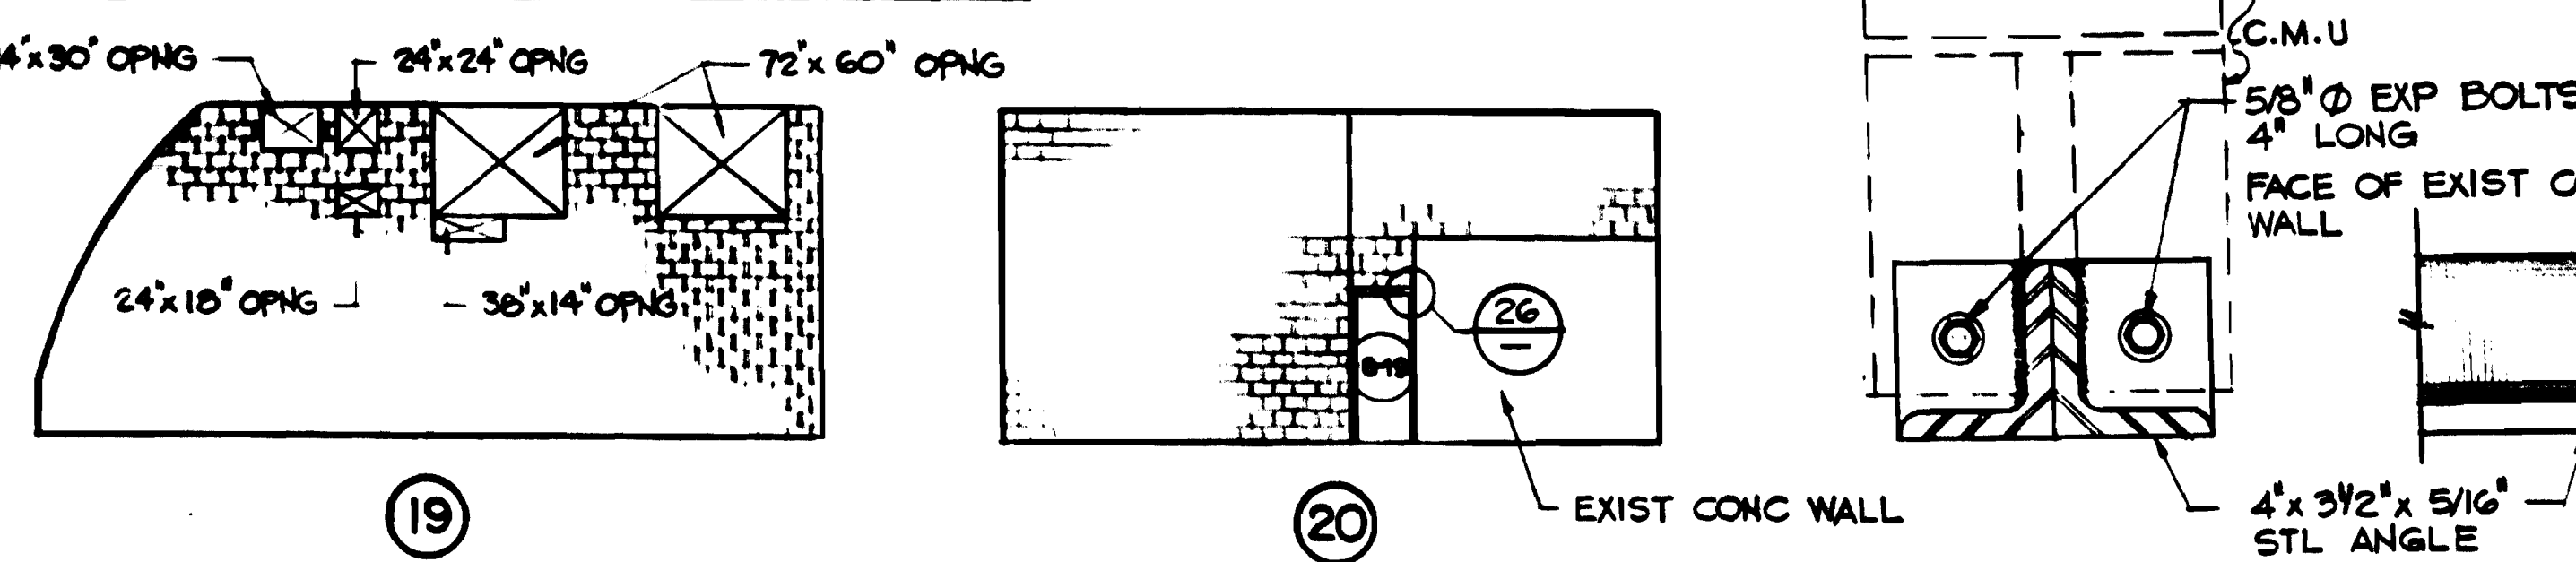 4"x30" OPNG
24"x24" OPNG
72"x 60" OPNG
24"x18" OPNG
38"x14" OPNG
19
26
20
EXIST CONC WALL
C.M.U
5/8"Ø EXP BOLTS
4" LONG
FACE OF EXIST
WALL
4"x 3½"x 5/16"
STL ANGLE